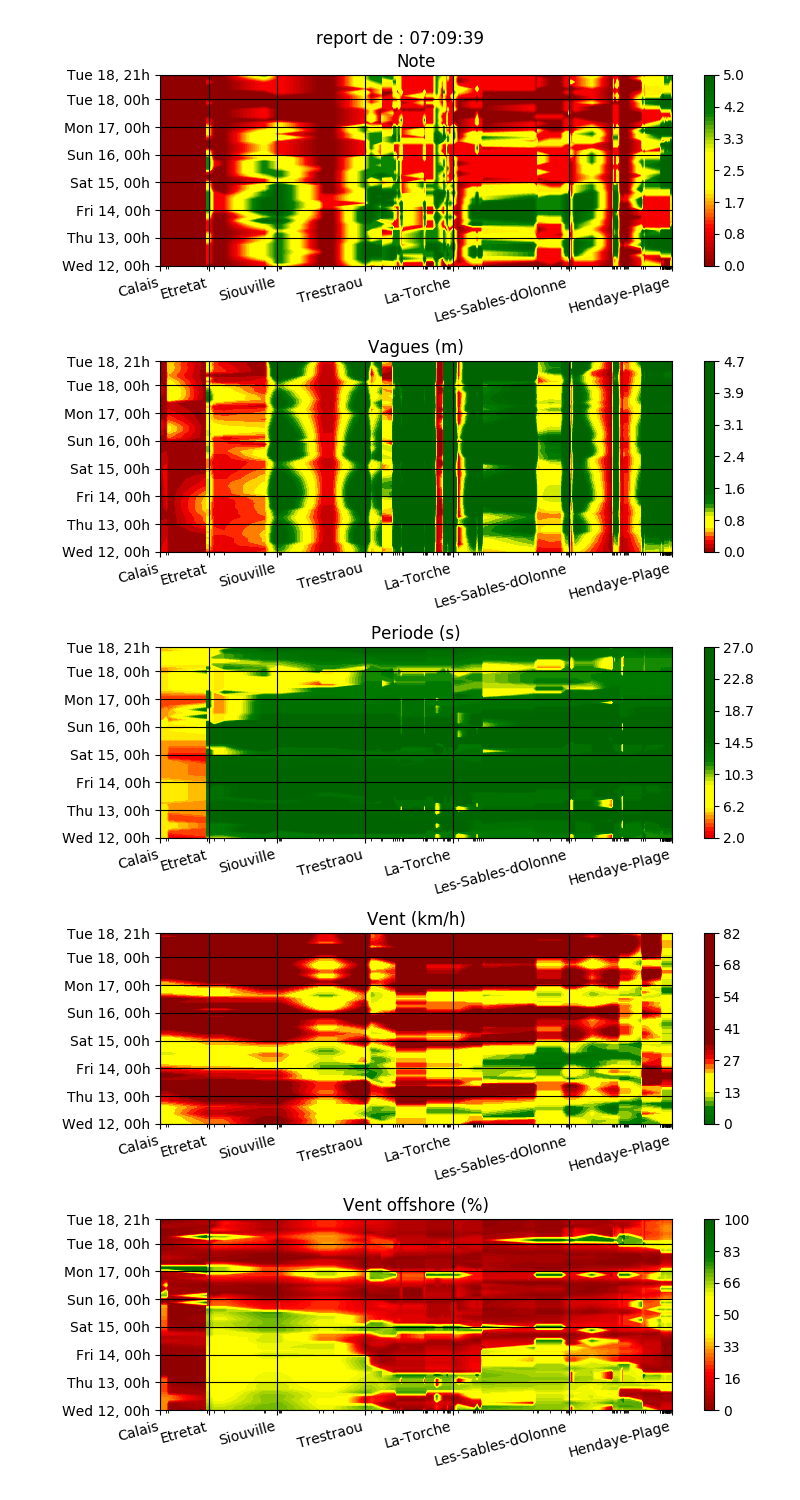 report de : 07:09:39
Note
Tue 18, 21h
Tue 18, 00h
Mon 17, 00h
Sun 16, 00h
Sat 15, 00h
Fri 14, 00h
Thu 13, 00h
Wed 12, 00h
Calais
Etretat
Siouville
Trestraou
La-Torche
Les-Sables-dOlonne
Hendaye-Plage
5.0
4.2
3.3
2.5
1.7
0.8
0.0
Vagues (m)
Tue 18, 21h
Tue 18, 00h
Mon 17, 00h
Sun 16, 00h
Sat 15, 00h
Fri 14, 00h
Thu 13, 00h
Wed 12, 00h
Calais
Etretat
Siouville
Trestraou
La-Torche
Les-Sables-dOlonne
Hendaye-Plage
4.7
3.9
3.1
2.4
1.6
0.8
0.0
Periode (s)
Tue 18, 21h
Tue 18, 00h
Mon 17, 00h
Sun 16, 00h
Sat 15, 00h
Fri 14, 00h
Thu 13, 00h
Wed 12, 00h
Calais
Etretat
Siouville
Trestraou
La-Torche
Les-Sables-dOlonne
Hendaye-Plage
27.0
22.8
18.7
14.5
10.3
6.2
2.0
Vent (km/h)
Tue 18, 21h
Tue 18, 00h
Mon 17, 00h
Sun 16, 00h
Sat 15, 00h
Fri 14, 00h
Thu 13, 00h
Wed 12, 00h
Calais
Etretat
Siouville
Trestraou
La-Torche
Les-Sables-dOlonne
Hendaye-Plage
82
68
54
41
27
13
0
Vent offshore (%)
Tue 18, 21h
Tue 18, 00h
Mon 17, 00h
Sun 16, 00h
Sat 15, 00h
Fri 14, 00h
Thu 13, 00h
Wed 12, 00h
Calais
Etretat
Siouville
Trestraou
La-Torche
Les-Sables-dOlonne
Hendaye-Plage
100
83
66
50
33
16
0